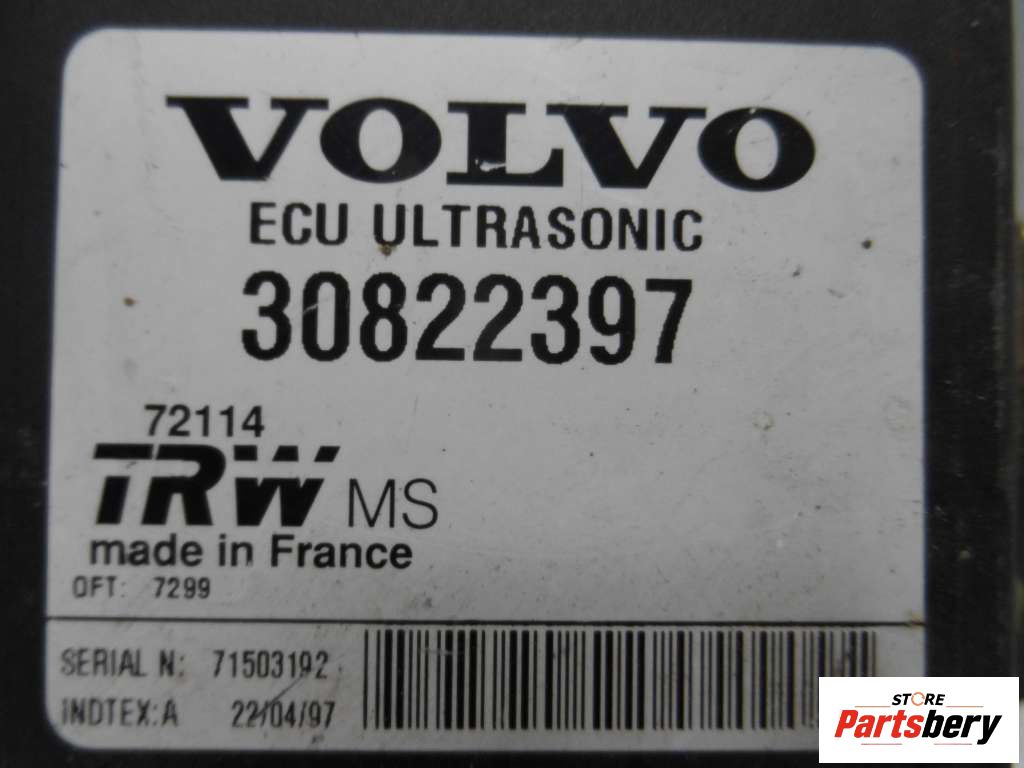 VOLVO
ECU ULTRASONIC
30822397
72114
TRW MS
made in France
OFT: 7299
SERIAL N: 71503192
INDTEX:A 22/04/97
STORE
Partsbery